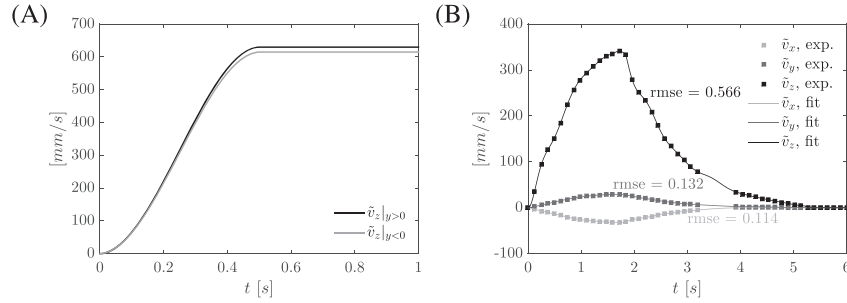 (A)
700
600
500
400
300
200
100
0
[mm/s]
0
0.2
0.4
0.6
0.8
1
t [s]
ṽz|y>0
ṽz|y<0
(B)
400
300
200
100
0
-100
[mm/s]
0
1
2
3
4
5
6
t [s]
ṽx, exp.
ṽy, exp.
ṽz, exp.
ṽx, fit
ṽy, fit
ṽz, fit
rmse = 0.566
rmse = 0.132
rmse = 0.114